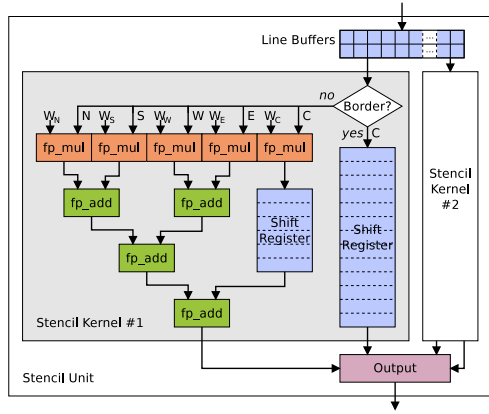 Line Buffers
... 
...
no
Border?
W_N N W_S S W_W W W_E E W_C C
yes C
fp_mul fp_mul fp_mul fp_mul fp_mul
fp_add fp_add
Shift
Register
Shift
Register
Stencil
Kernel
#2
fp_add
fp_add
Stencil Kernel #1
Output
Stencil Unit